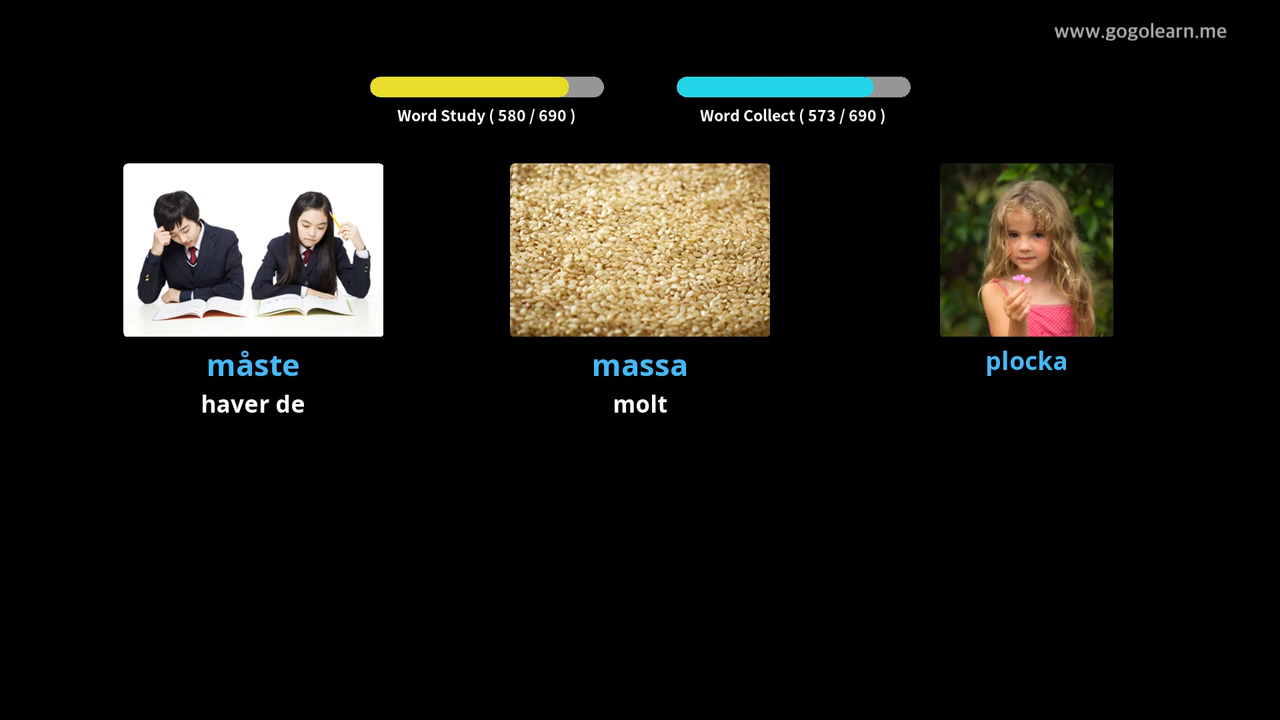 www.gogolearn.me
Word Study ( 580 / 690 )
Word Collect ( 573 / 690 )
måste
haver de
massa
molt
plocka